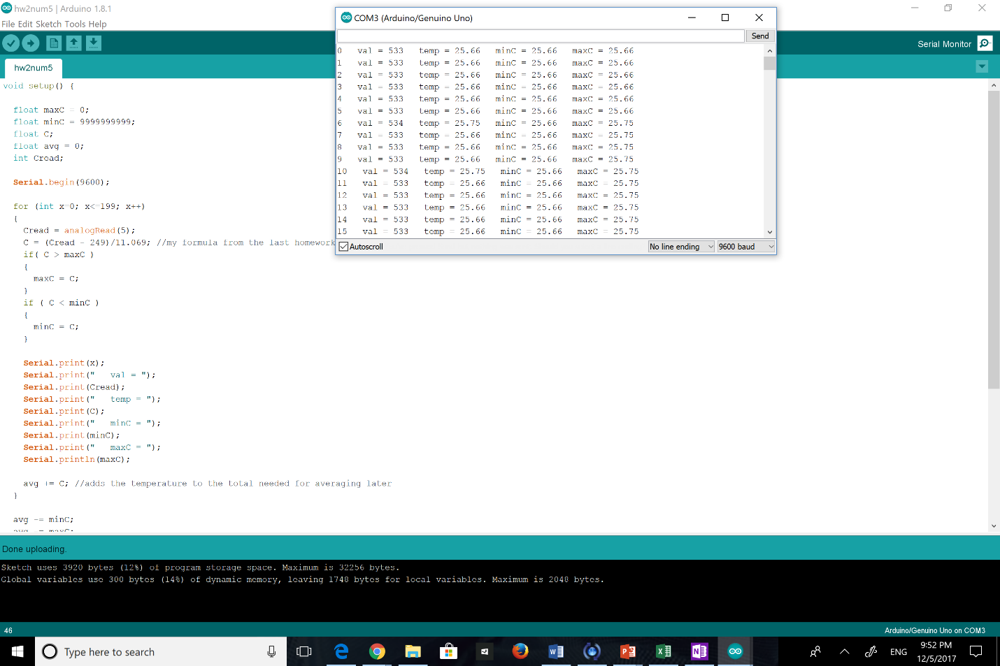 hw2num5 | Arduino 1.8.1
File Edit Sketch Tools Help
Serial Monitor
hw2num5
void setup() {
float maxC = 0;
float minC = 9999999999;
float C;
float avg = 0;
int Cread;
Serial.begin(9600);
for (int x=0; x<=199; x++)
{
Cread = analogRead(5);
C = (Cread - 249)/11.069; //my formula from the last homework
if( C > maxC )
{
maxC = C;
}
if ( C < minC )
{
minC = C;
}
Serial.print(x);
Serial.print("   val = ");
Serial.print(Cread);
Serial.print("   temp = ");
Serial.print(C);
Serial.print("   minC = ");
Serial.print(minC);
Serial.print("   maxC = ");
Serial.println(maxC);
avg += C; //adds the temperature to the total needed for averaging later
}
avg -= minC;
avg -= maxC;
COM3 (Arduino/Genuino Uno)
Send
0   val = 533   temp = 25.66   minC = 25.66   maxC = 25.66
1   val = 533   temp = 25.66   minC = 25.66   maxC = 25.66
2   val = 533   temp = 25.66   minC = 25.66   maxC = 25.66
3   val = 533   temp = 25.66   minC = 25.66   maxC = 25.66
4   val = 533   temp = 25.66   minC = 25.66   maxC = 25.66
5   val = 533   temp = 25.66   minC = 25.66   maxC = 25.66
6   val = 534   temp = 25.75   minC = 25.66   maxC = 25.75
7   val = 533   temp = 25.66   minC = 25.66   maxC = 25.75
8   val = 533   temp = 25.66   minC = 25.66   maxC = 25.75
9   val = 533   temp = 25.66   minC = 25.66   maxC = 25.75
10   val = 534   temp = 25.75   minC = 25.66   maxC = 25.75
11   val = 533   temp = 25.66   minC = 25.66   maxC = 25.75
12   val = 533   temp = 25.66   minC = 25.66   maxC = 25.75
13   val = 533   temp = 25.66   minC = 25.66   maxC = 25.75
14   val = 533   temp = 25.66   minC = 25.66   maxC = 25.75
15   val = 533   temp = 25.66   minC = 25.66   maxC = 25.75
Autoscroll
No line ending
9600 baud
Done uploading.
Sketch uses 3920 bytes (12%) of program storage space. Maximum is 32256 bytes.
Global variables use 300 bytes (14%) of dynamic memory, leaving 1748 bytes for local variables. Maximum is 2048 bytes.
46
Arduino/Genuino Uno on COM3
Type here to search
ENG
9:52 PM
12/5/2017